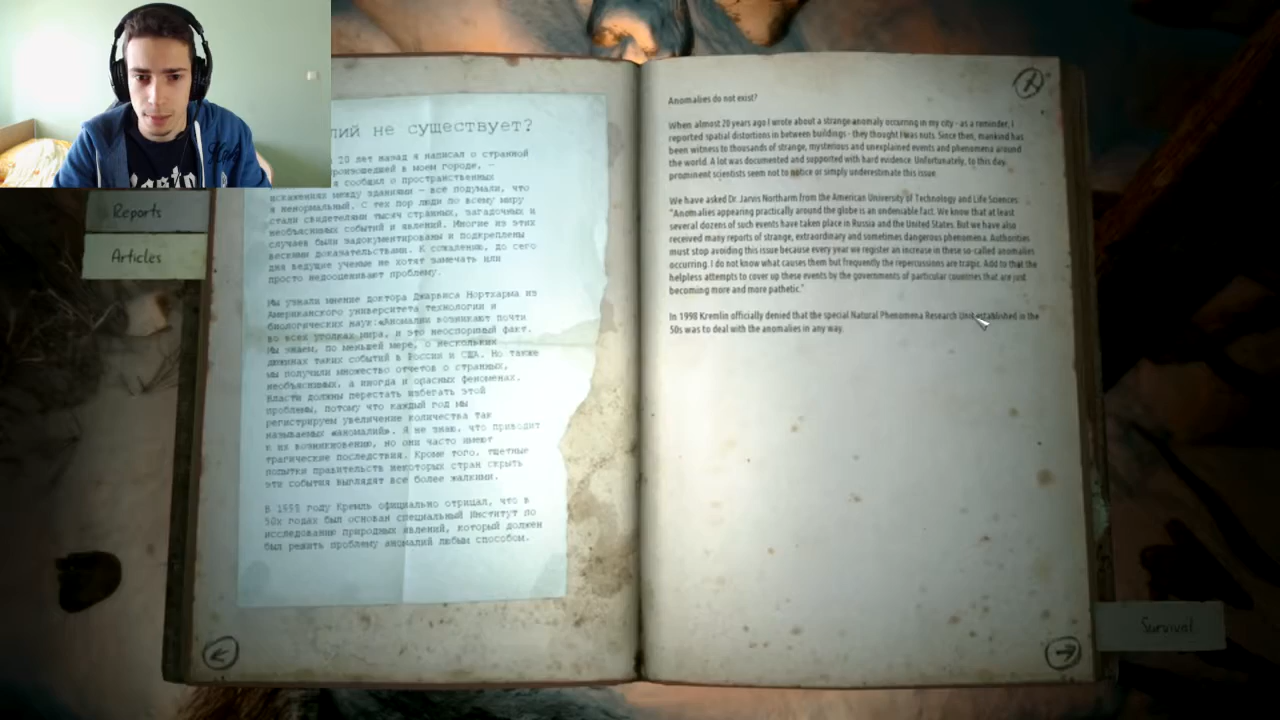 Reports
Articles
лий не существует?
20 лет назад я написал о странной
роизошедшей в моем городе, –
я сообщил о пространственных
искажениях между зданиями – все подумали, что
я ненормальный. С тех пор люди по всему миру
стали свидетелями тысяч странных, загадочных и
необъяснимых событий и явлений. Многие из этих
случаев были задокументированы и подкреплены
вескими доказательствами. К сожалению, до сего
дня ведущие ученые не хотят замечать или
просто недооценивают проблему.
Мы узнали мнение доктора Джарвиса Нортхарма из
Американского университета технологии и
биологических наук:«Аномалии возникают почти
во всех уголках мира, и это неоспоримый факт.
Мы знаем, по меньшей мере, о нескольких
дюжинах таких событий в России и США. Но также
мы получили множество отчетов о странных,
необъяснимых, а иногда и опасных феноменах.
Власти должны перестать избегать этой
проблемы, потому что каждый год мы
регистрируем увеличение количества так
называемых «аномалий». Я не знаю, что приводит
к их возникновению, но они часто имеют
трагические последствия. Кроме того, тщетные
попытки правительств некоторых стран скрыть
эти события выглядят все более жалкими.
В 1998 году Кремль официально отрицал, что в
50х годах был основан специальный Институт по
исследованию природных явлений, который должен
был решить проблему аномалий любым способом.
Anomalies do not exist?
When almost 20 years ago I wrote about a strange anomaly occurring in my city - as a reminder, I
reported spatial distortions in between buildings - they thought I was nuts. Since then, mankind has
been witness to thousands of strange, mysterious and unexplained events and phenomena around
the world. A lot was documented and supported with hard evidence. Unfortunately, to this day,
prominent scientists seem not to notice or simply underestimate this issue.
We have asked Dr. Jarvis Northarm from the American University of Technology and Life Sciences:
"Anomalies appearing practically around the globe is an undeniable fact. We know that at least
several dozens of such events have taken place in Russia and the United States. But we have also
received many reports of strange, extraordinary and sometimes dangerous phenomena. Authorities
must stop avoiding this issue because every year we register an increase in these so-called anomalies
occurring. I do not know what causes them but frequently the repercussions are tragic. Add to that the
helpless attempts to cover up these events by the governments of particular countries that are just
becoming more and more pathetic."
In 1998 Kremlin officially denied that the special Natural Phenomena Research Unit established in the
50s was to deal with the anomalies in any way.
Survival